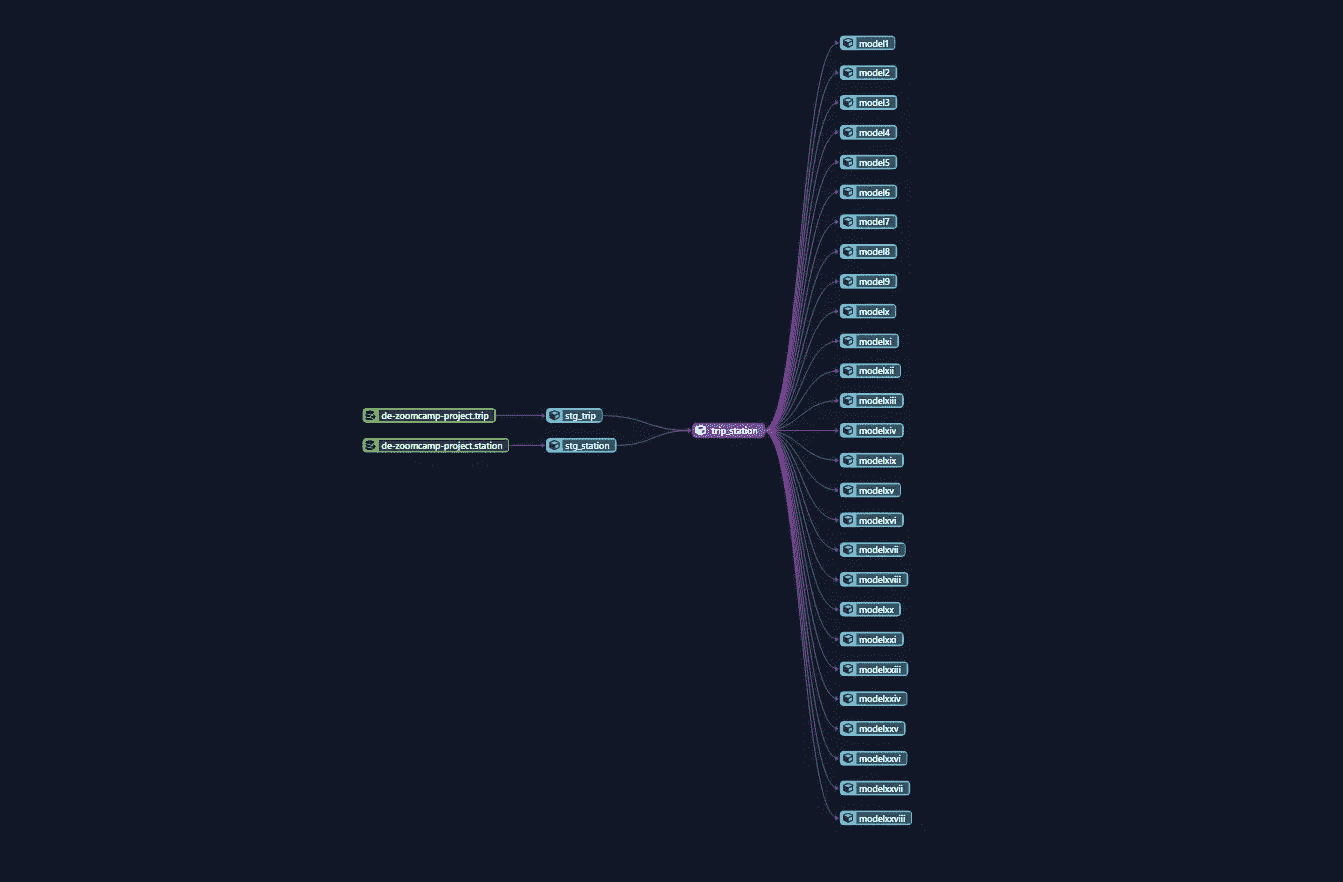 de-zoomcamp-project.trip
de-zoomcamp-project.station
stg_trip
stg_station
trip_station
model1
model2
model3
model4
model5
model6
model7
model8
model9
modelx
modelxi
modelxii
modelxiii
modelxiv
modelxix
modelxv
modelxvi
modelxvii
modelxviii
modelxx
modelxxi
modelxxiii
modelxxiv
modelxxv
modelxxvi
modelxxvii
modelxxviii